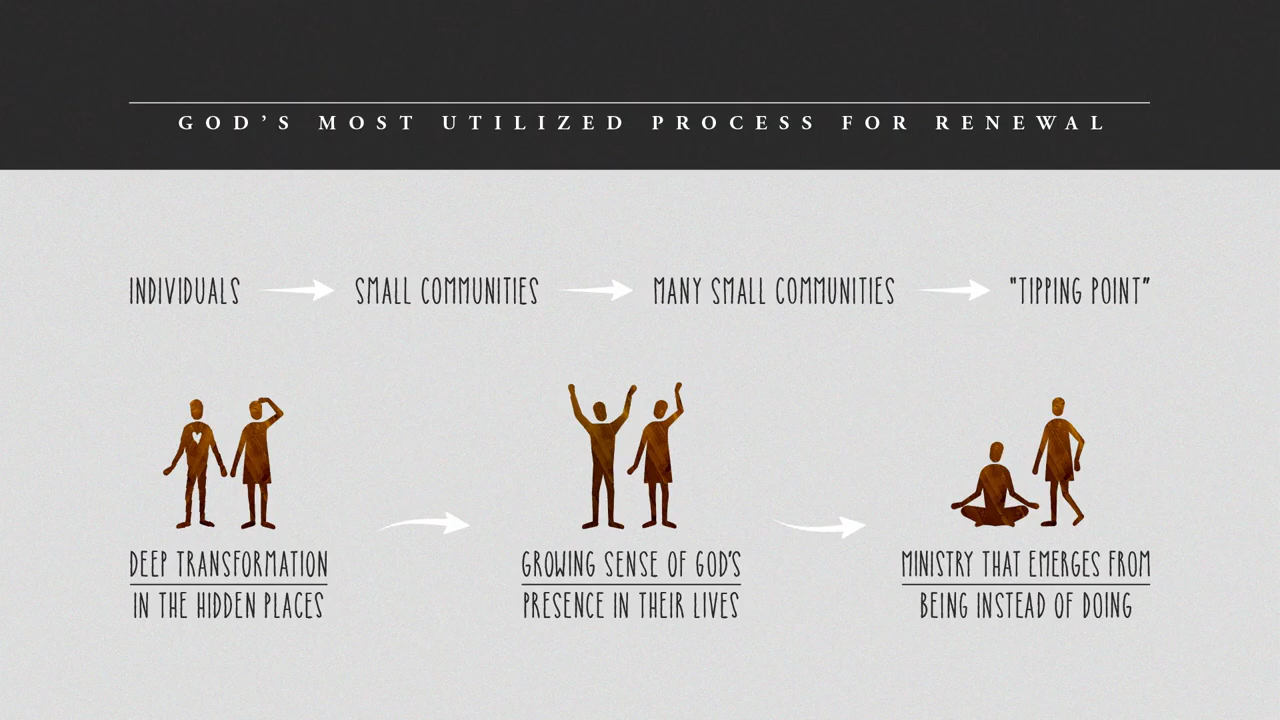 GOD'S MOST UTILIZED PROCESS FOR RENEWAL
INDIVIDUALS
SMALL COMMUNITIES
MANY SMALL COMMUNITIES
"TIPPING POINT"
DEEP TRANSFORMATION
IN THE HIDDEN PLACES
GROWING SENSE OF GOD'S
PRESENCE IN THEIR LIVES
MINISTRY THAT EMERGES FROM
BEING INSTEAD OF DOING